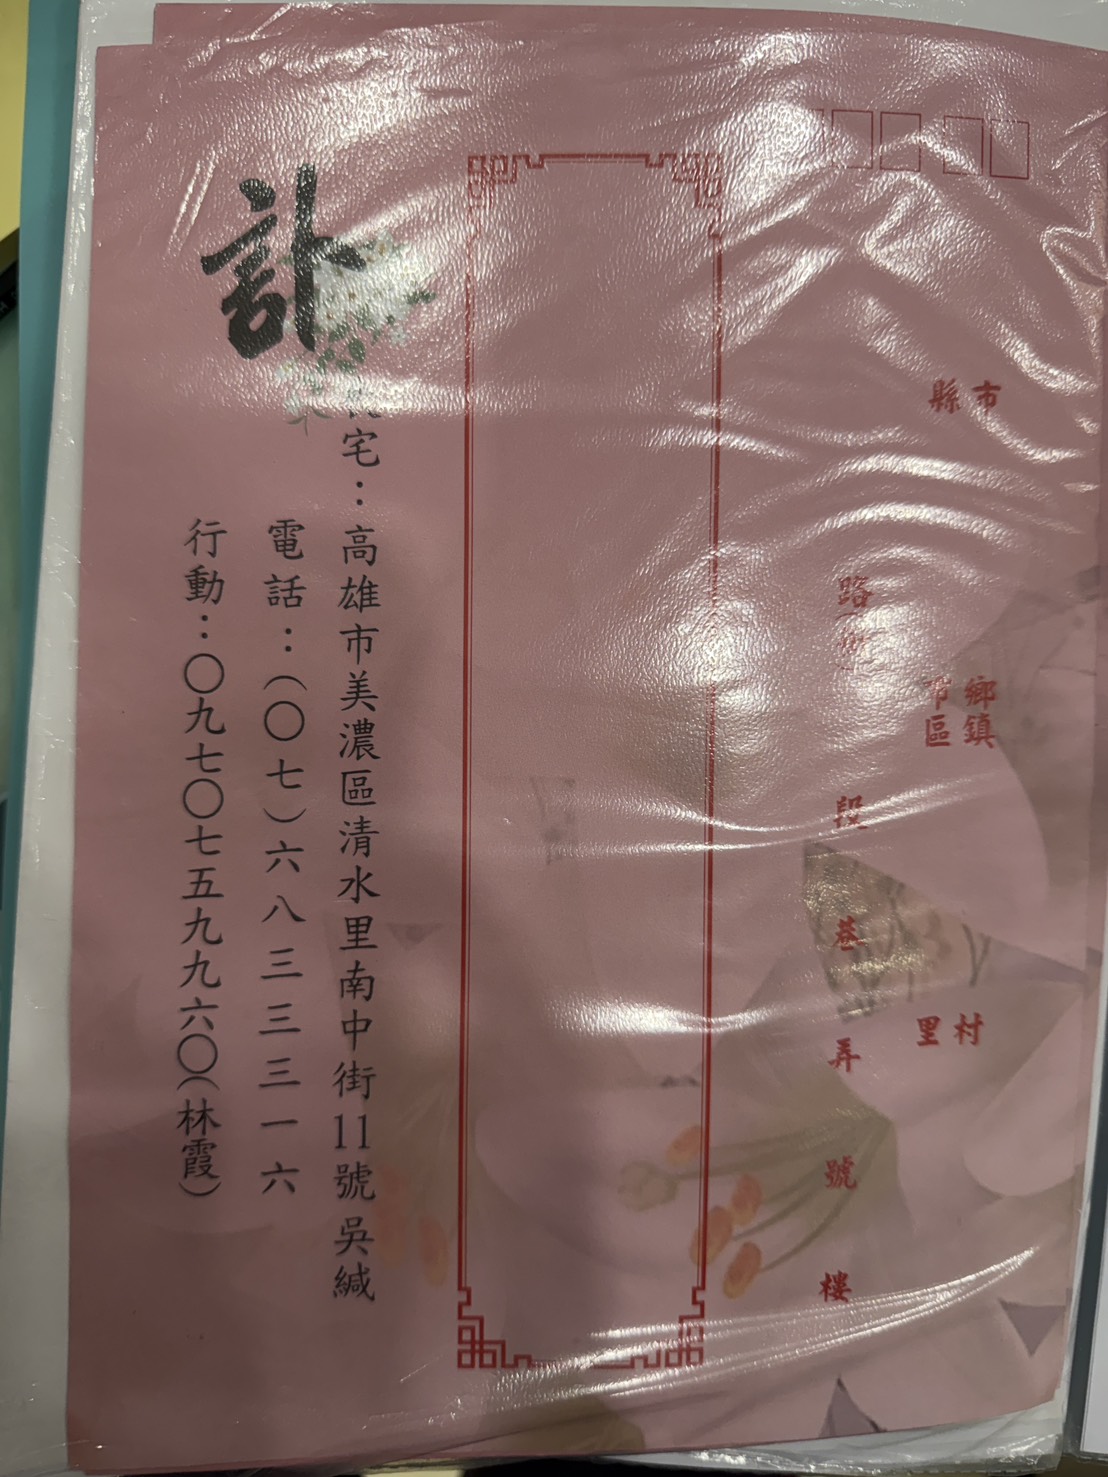 縣市
鄉鎮
市區
村里
路(街)
段
巷
弄
號
樓
訃
宅：高雄市美濃區清水里南中街11號 吳緘
電話：(〇七)六八三三三一六
行動：〇九七〇七五九九六〇(林霞)